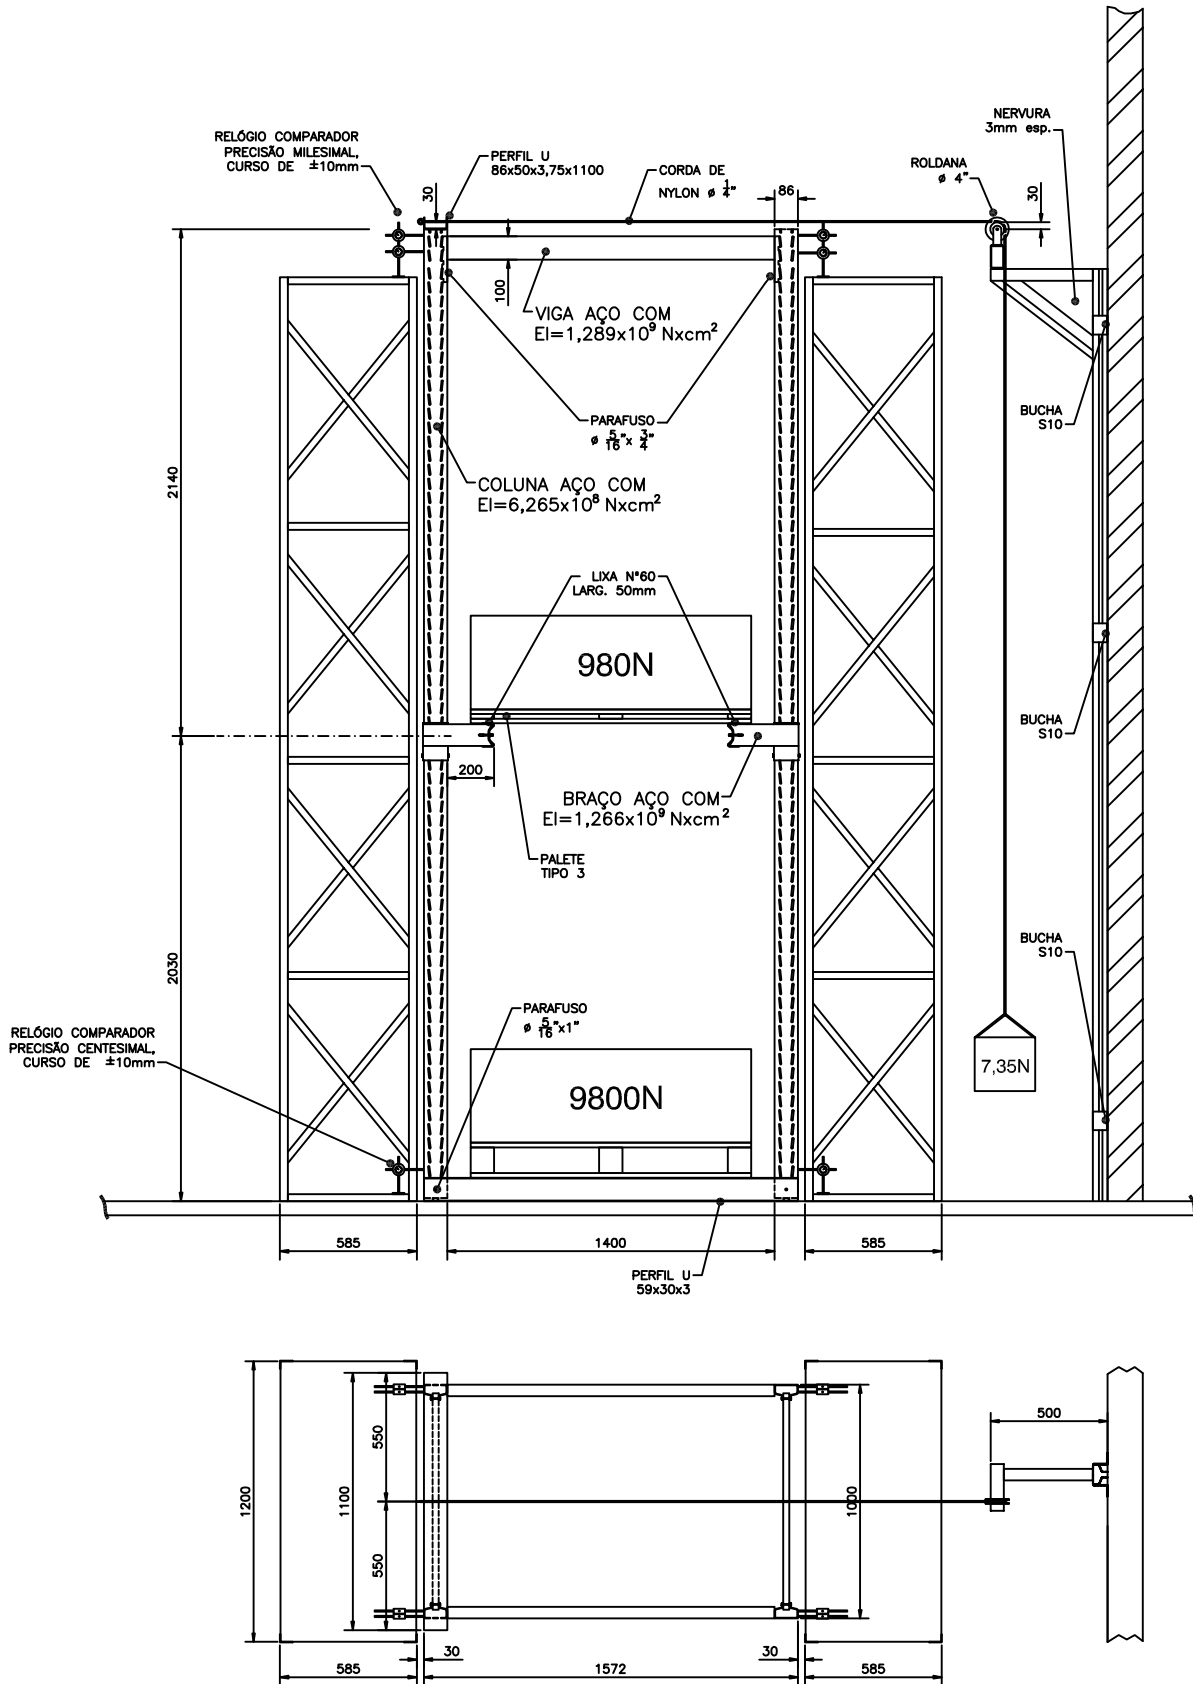 NERVURA
3mm esp.
RELÓGIO COMPARADOR
PRECISÃO MILESIMAL,
CURSO DE ±10mm
PERFIL U
86x50x3,75x1100
CORDA DE
NYLON ø 1/4"
ROLDANA
ø 4"
30
86
30
100
VIGA AÇO COM
EI=1,289x10⁹ Nxcm²
PARAFUSO
ø 5/16"x 3/4"
BUCHA
S10
2140
COLUNA AÇO COM
EI=6,265x10⁸ Nxcm²
LIXA N°60
LARG. 50mm
980N
BUCHA
S10
200
BRAÇO AÇO COM
EI=1,266x10⁹ Nxcm²
PALETE
TIPO 3
2030
BUCHA
S10
PARAFUSO
ø 5/16"x1"
RELÓGIO COMPARADOR
PRECISÃO CENTESIMAL,
CURSO DE ±10mm
7,35N
9800N
585
1400
585
PERFIL U
59x30x3
500
550
1200
1100
1000
550
30
30
585
1572
585